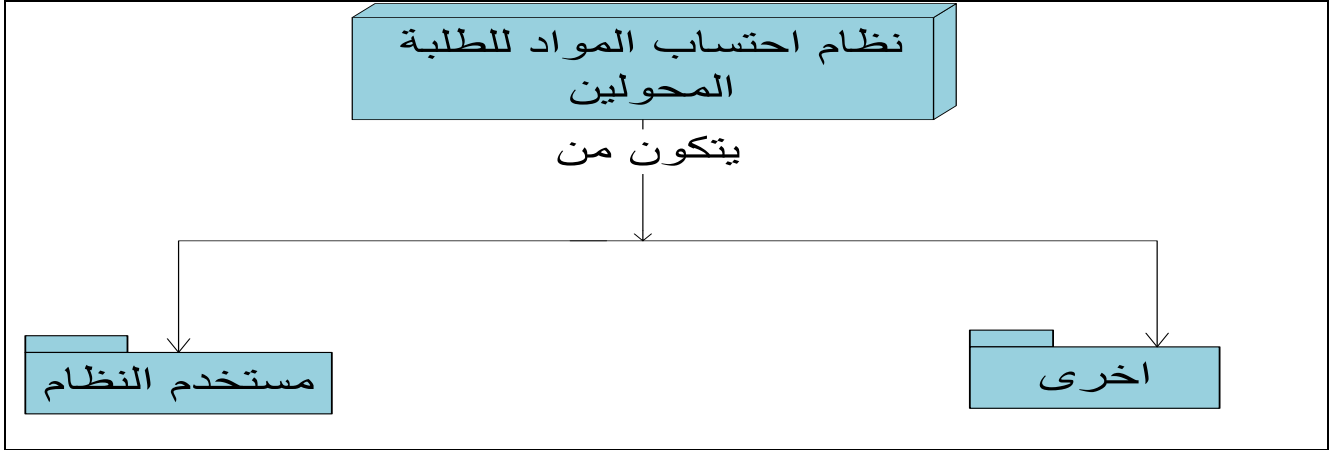 نظام احتساب المواد للطلبة
المحولين
يتكون من
اخرى
مستخدم النظام